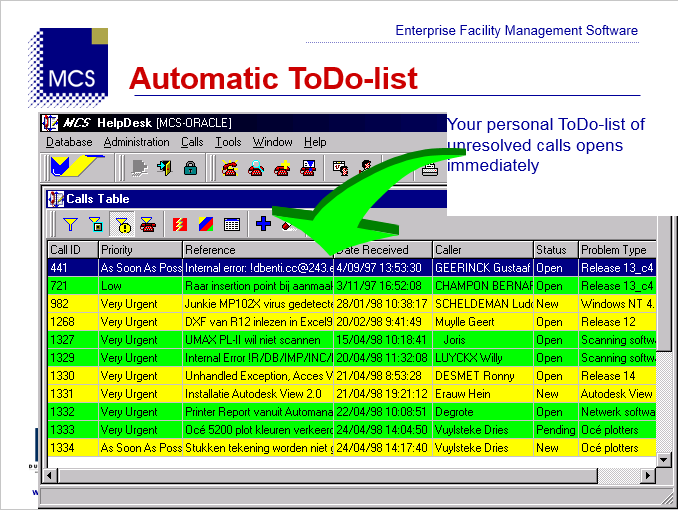 Enterprise Facility Management Software
MCS
Automatic ToDo-list
MCS HelpDesk [MCS-ORACLE]
Your personal ToDo-list of
unresolved calls opens
immediately
Database Administration Calls Tools Window Help
Calls Table
Call ID Priority Reference Date Received Caller Status Problem Type
441 As Soon As Poss Internal error: !dbenti.cc@243.e 4/09/97 13:53:30 GEERINCK Gustaaf Open Release 13_c4
721 Low Raar insertion point bij aanmaak 3/11/97 16:52:08 CHAMPON BERNAF Open Release 13_c4
982 Very Urgent Junkie MP102X virus gedetecte 28/01/98 10:38:17 SCHELDEMAN Ludo New Windows NT 4.
1268 Very Urgent DXF van R12 inlezen in Excel9 20/02/98 9:41:49 Muylle Geert Open Release 12
1327 Very Urgent UMAX PL-II wil niet scannen 15/04/98 10:18:41 Joris Open Scanning softw
1329 Very Urgent Internal Error !R/DB/IMP/INC/I 20/04/98 11:32:08 LUYCKX Willy Open Scanning softw
1330 Very Urgent Unhandled Exception, Acces V 21/04/98 8:53:28 DESMET Ronny Open Release 14
1331 Very Urgent Installatie Autodesk View 2.0 21/04/98 19:21:12 Erauw Hein New Autodesk View
1332 Very Urgent Printer Report vanuit Automana 22/04/98 10:08:51 Degrote Open Netwerk softwa
1333 Very Urgent Océ 5200 plot kleuren verkeerd 24/04/98 14:04:50 Vuylsteke Dries Pending Océ plotters
1334 As Soon As Poss Stukken tekening worden niet g 24/04/98 14:17:40 Vuylsteke Dries New Océ plotters
D U
w